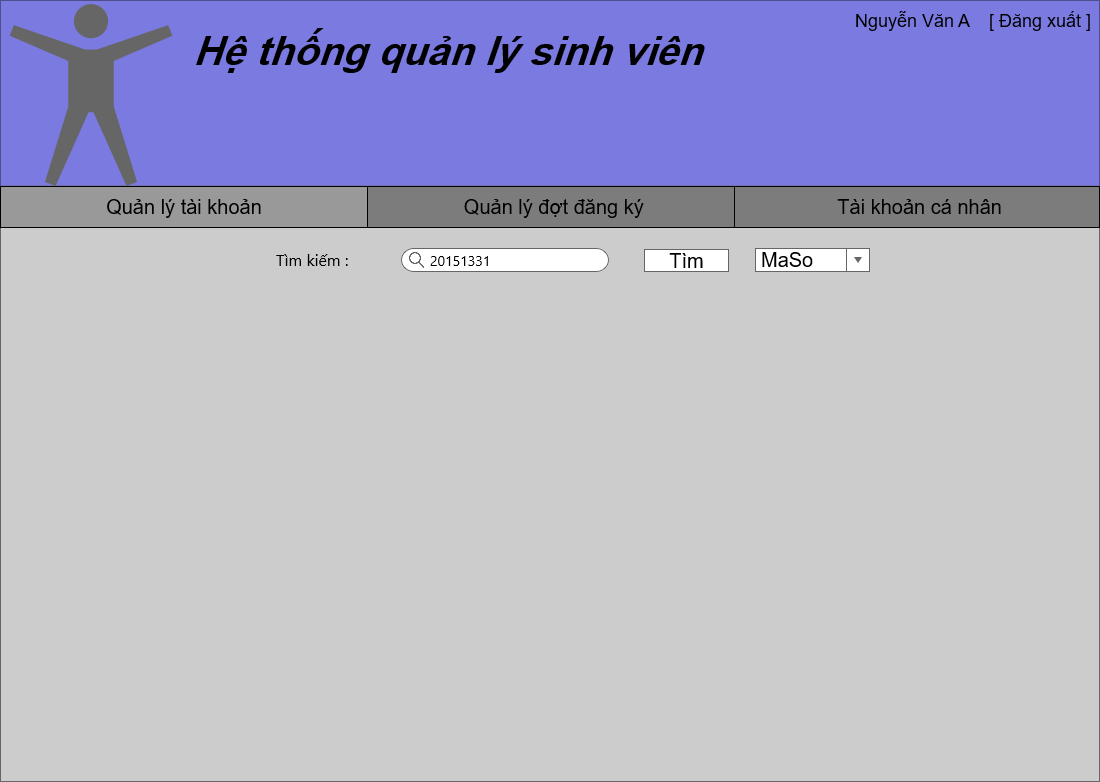 Nguyễn Văn A [ Đăng xuất ]
Hệ thống quản lý sinh viên
Quản lý tài khoản Quản lý đợt đăng ký Tài khoản cá nhân
Tìm kiếm : 20151331 Tìm MaSo